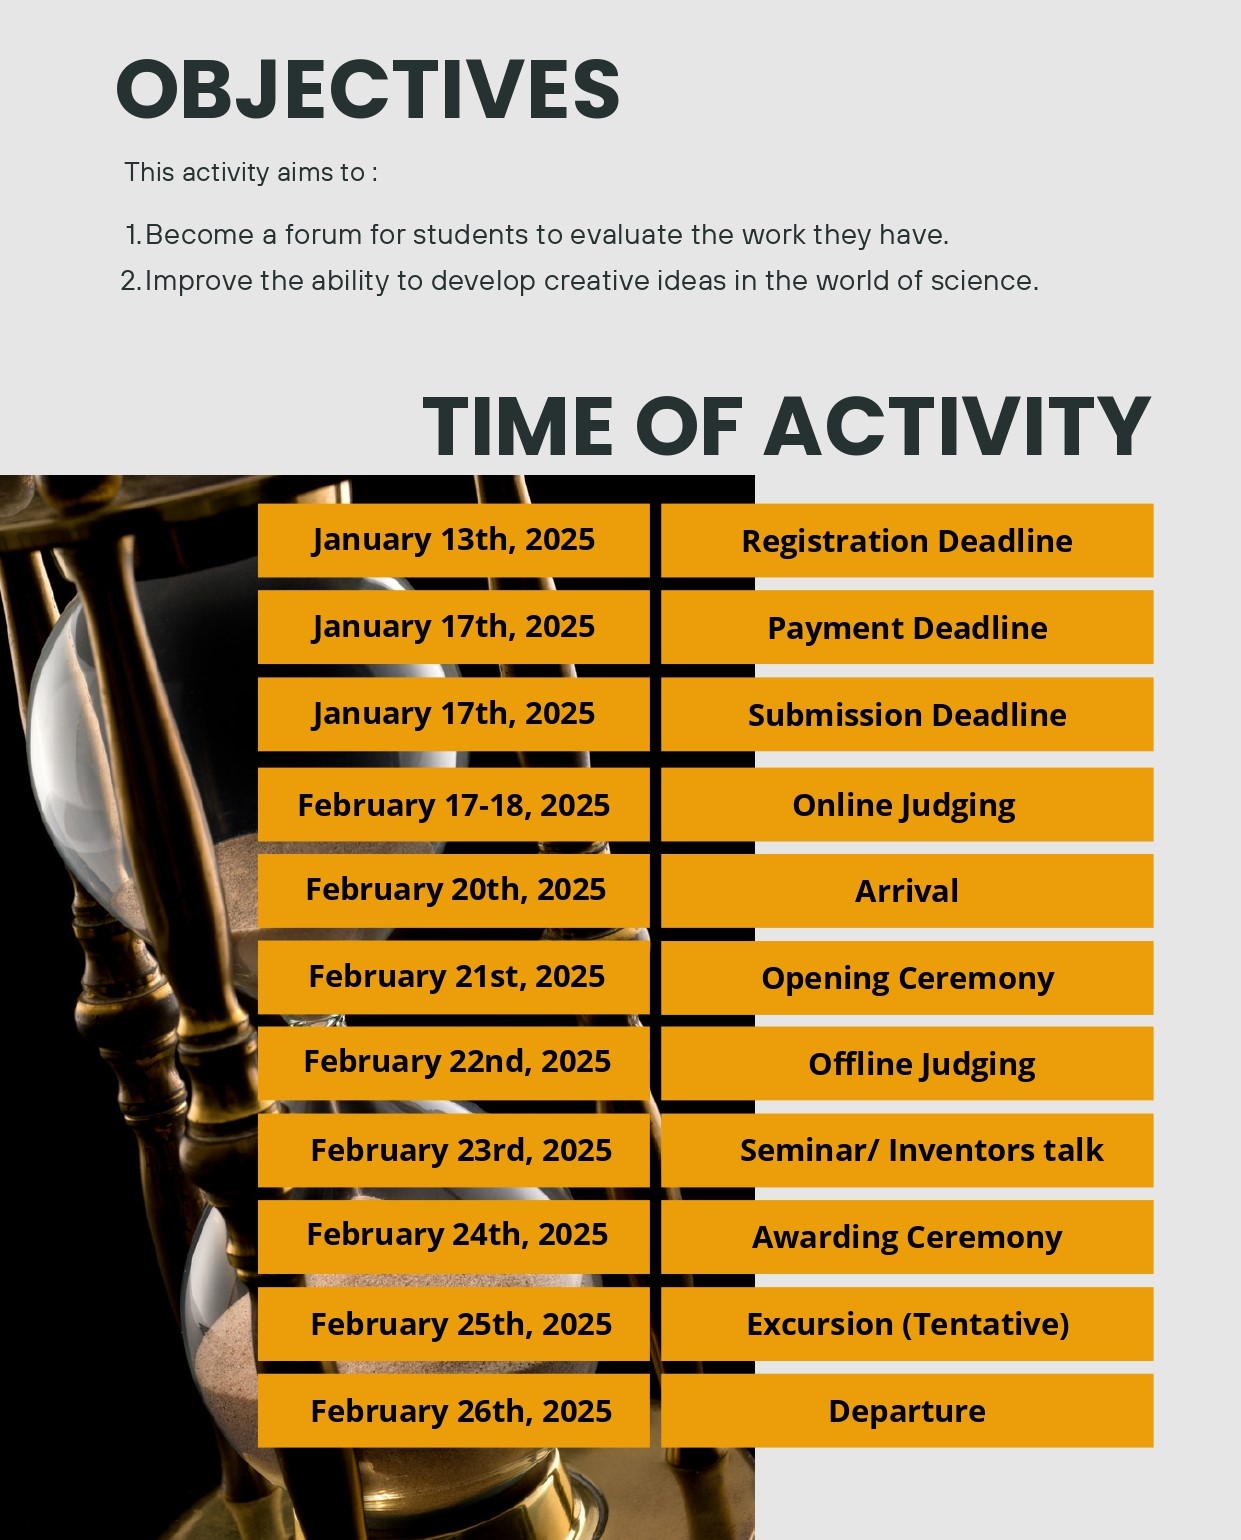 OBJECTIVES
This activity aims to :
1.Become a forum for students to evaluate the work they have.
2.Improve the ability to develop creative ideas in the world of science.
TIME OF ACTIVITY
January 13th, 2025 Registration Deadline
January 17th, 2025 Payment Deadline
January 17th, 2025 Submission Deadline
February 17-18, 2025 Online Judging
February 20th, 2025 Arrival
February 21st, 2025 Opening Ceremony
February 22nd, 2025 Offline Judging
February 23rd, 2025 Seminar/ Inventors talk
February 24th, 2025 Awarding Ceremony
February 25th, 2025 Excursion (Tentative)
February 26th, 2025 Departure